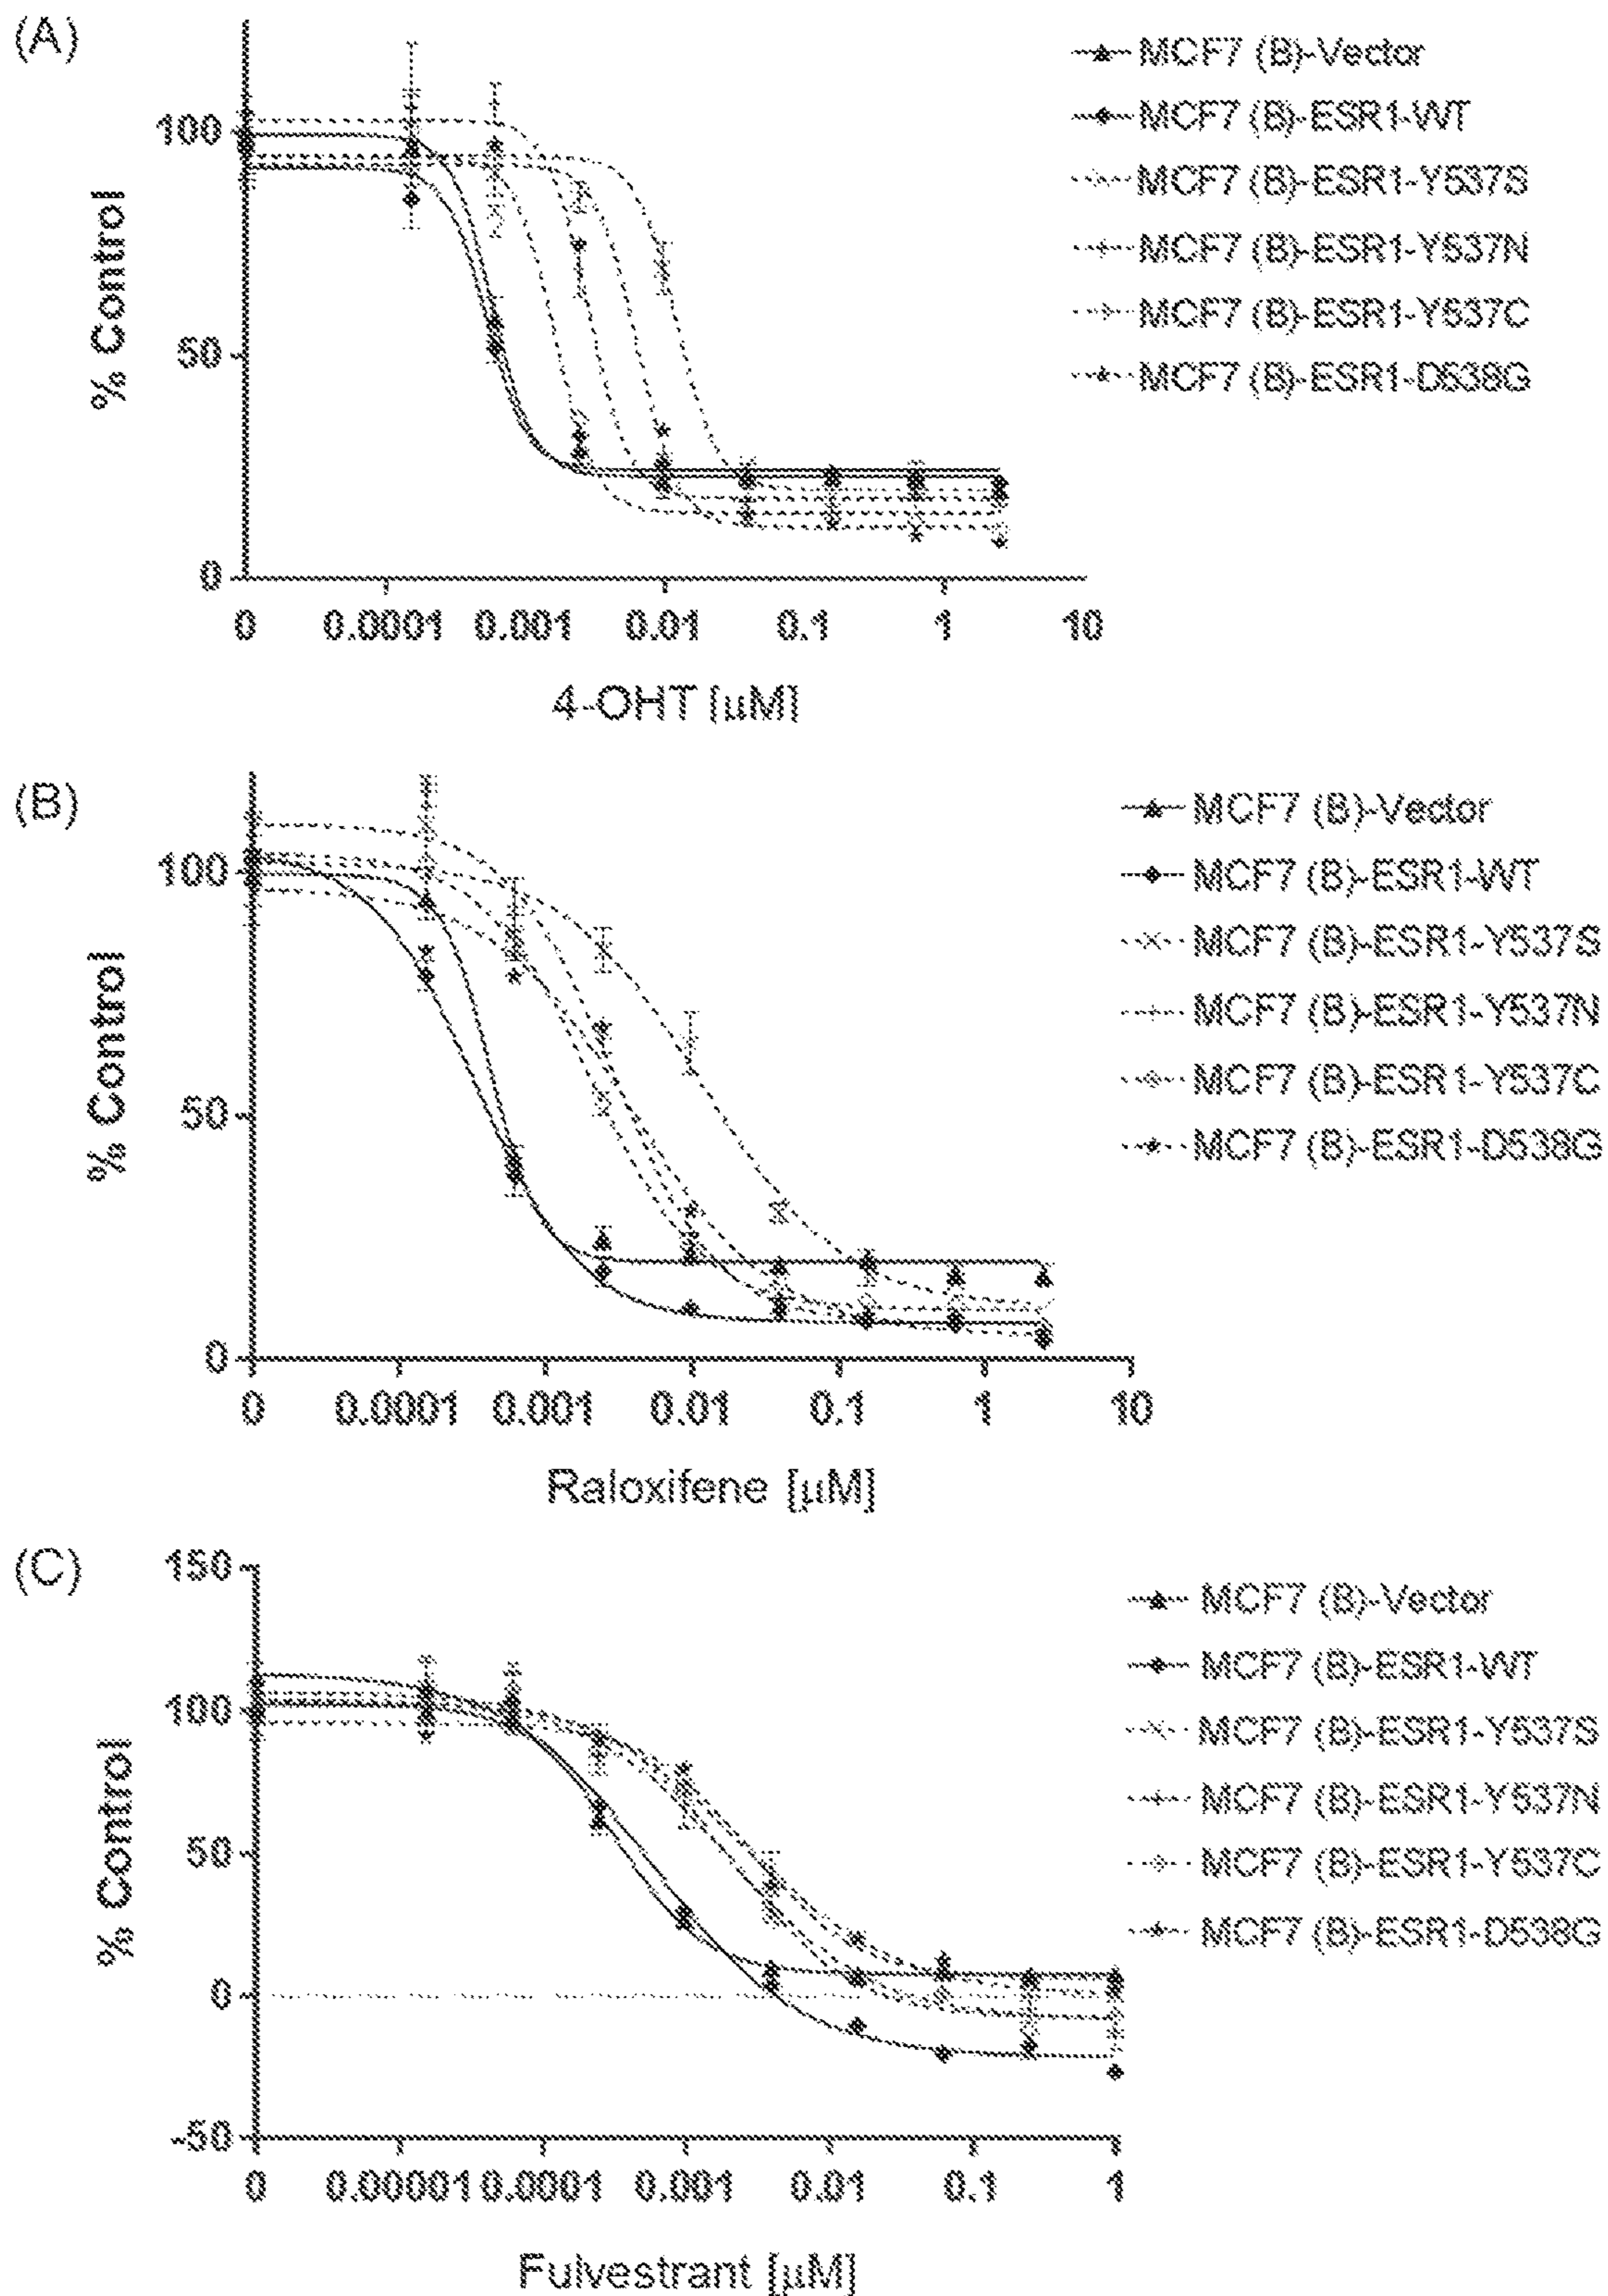 (A)
% Control
100
50
0
0 0.0001 0.001 0.01 0.1 1 10
4-OHT [μM]
MCF7 (B)-Vector
MCF7 (B)-ESR1-WT
MCF7 (B)-ESR1-Y537S
MCF7 (B)-ESR1-Y537N
MCF7 (B)-ESR1-Y537C
MCF7 (B)-ESR1-D538G
(B)
% Control
100
50
0
0 0.0001 0.001 0.01 0.1 1 10
Raloxifene [μM]
MCF7 (B)-Vector
MCF7 (B)-ESR1-WT
MCF7 (B)-ESR1-Y537S
MCF7 (B)-ESR1-Y537N
MCF7 (B)-ESR1-Y537C
MCF7 (B)-ESR1-D538G
(C)
% Control
150
100
50
0
-50
0 0.00001 0.0001 0.001 0.01 0.1 1
Fulvestrant [μM]
MCF7 (B)-Vector
MCF7 (B)-ESR1-WT
MCF7 (B)-ESR1-Y537S
MCF7 (B)-ESR1-Y537N
MCF7 (B)-ESR1-Y537C
MCF7 (B)-ESR1-D538G